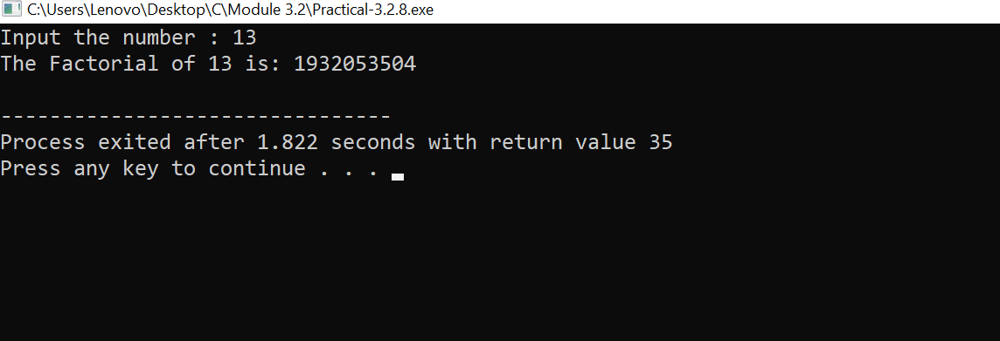 C:\Users\Lenovo\Desktop\C\Module 3.2\Practical-3.2.8.exe
Input the number : 13
The Factorial of 13 is: 1932053504
--------------------------------
Process exited after 1.822 seconds with return value 35
Press any key to continue . . .